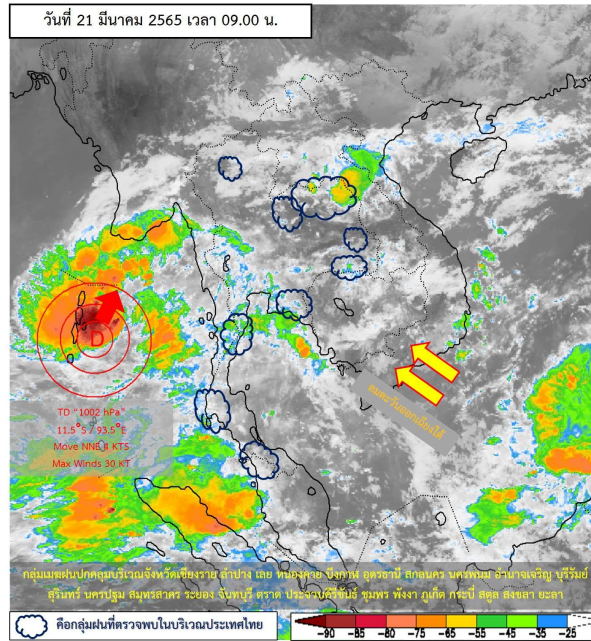 วันที่ 21 มีนาคม 2565 เวลา 09.00 น.
D
TD "1002 hPa"
11.5°S / 93.5°E
Move NNE 11 KTS
Max Winds 30 KT
ลมตะวันออกเฉียงใต้
กลุ่มเมฆฝนปกคลุมบริเวณจังหวัดเชียงราย ลำปาง เลย หนองคาย บึงกาฬ อุดรธานี สกลนคร นครพนม อำนาจเจริญ บุรีรัมย์
สุรินทร์ นครปฐม สมุทรสาคร ระยอง จันทบุรี ตราด ประจวบคีรีขันธ์ ชุมพร พังงา ภูเก็ต กระบี่ สตูล สงขลา ยะลา
คือกลุ่มฝนที่ตรวจพบในบริเวณประเทศไทย
-90 -85 -80 -75 -65 -55 -45 -35 -25